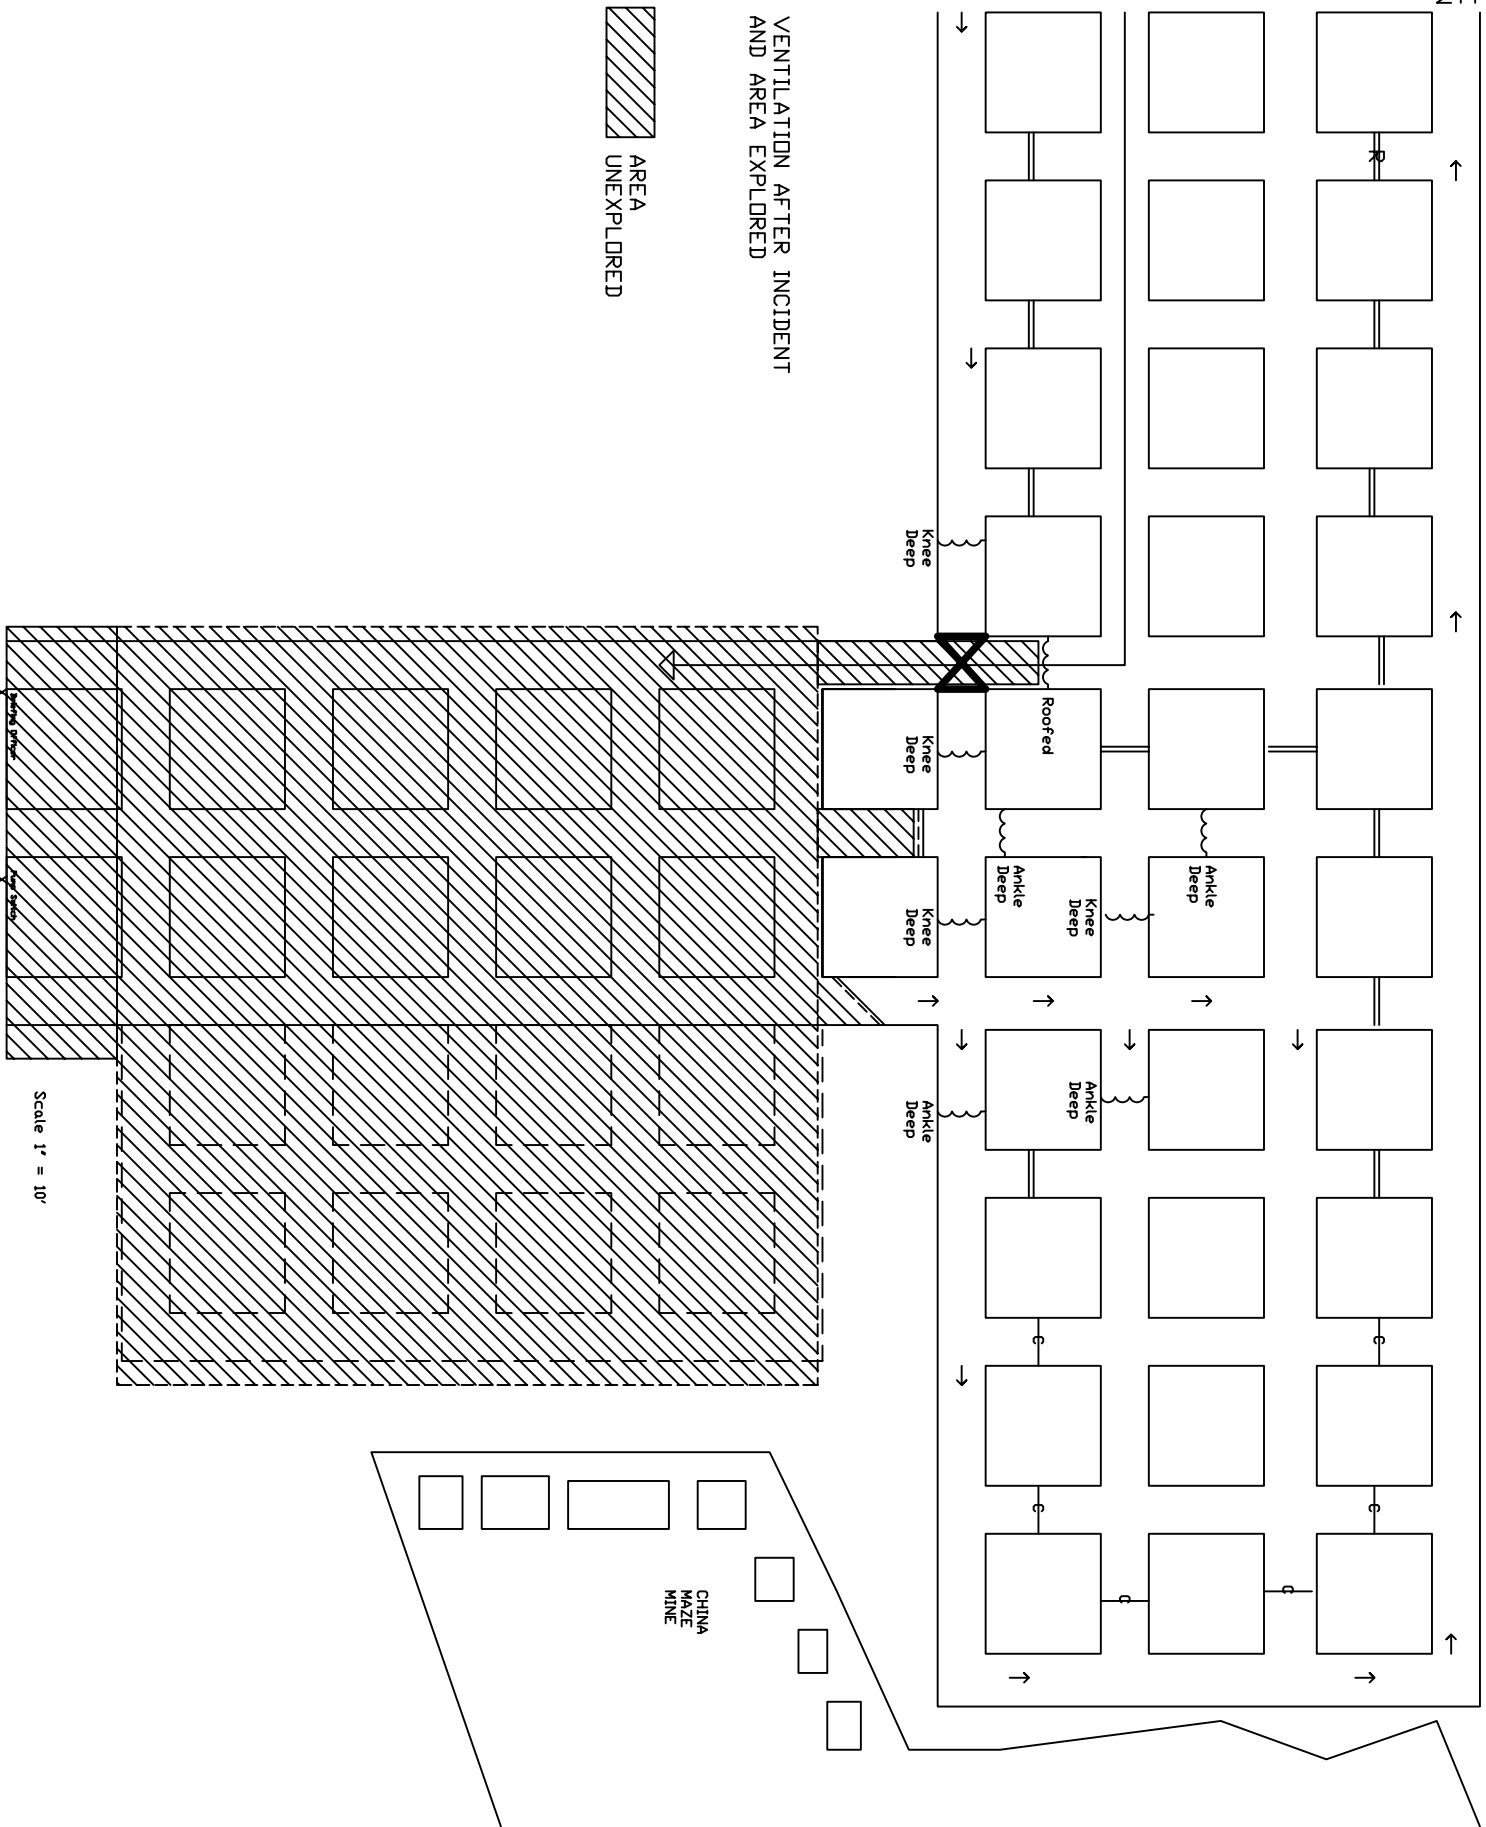 VENTILATION AFTER INCIDENT
AND AREA EXPLORED
AREA
UNEXPLORED
R
Knee
Deep
Roofed
Knee
Deep
Ankle
Deep
Ankle
Deep
Knee
Deep
Knee
Deep
Ankle
Deep
Ankle
Deep
C
C
C
C
C
C
CHINA
MAZE
MINE
Scale 1" = 10'